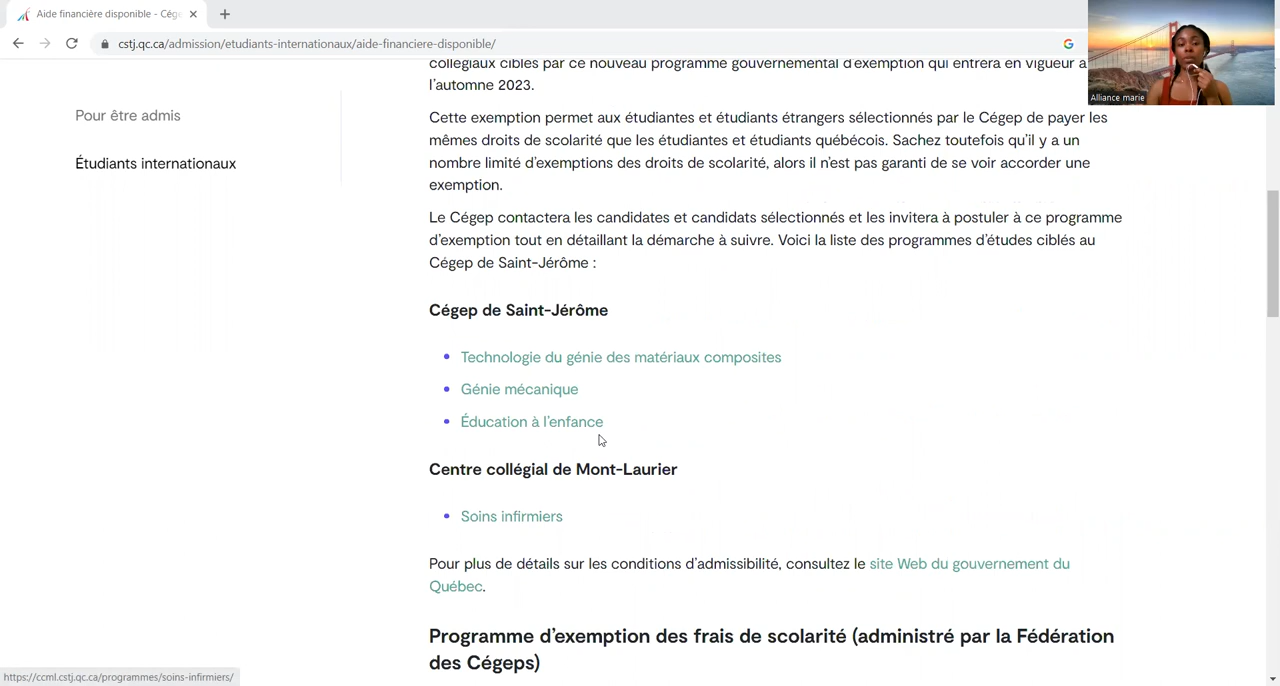 Aide financière disponible - Cég
cstj.qc.ca/admission/etudiants-internationaux/aide-financiere-disponible/
Alliance marie
Pour être admis
Étudiants internationaux
collégiaux ciblés par ce nouveau programme gouvernemental d'exemption qui entrera en vigueur à
l'automne 2023.
Cette exemption permet aux étudiantes et étudiants étrangers sélectionnés par le Cégep de payer les
mêmes droits de scolarité que les étudiantes et étudiants québécois. Sachez toutefois qu'il y a un
nombre limité d'exemptions des droits de scolarité, alors il n'est pas garanti de se voir accorder une
exemption.
Le Cégep contactera les candidates et candidats sélectionnés et les invitera à postuler à ce programme
d'exemption tout en détaillant la démarche à suivre. Voici la liste des programmes d'études ciblés au
Cégep de Saint-Jérôme :
Cégep de Saint-Jérôme
Technologie du génie des matériaux composites
Génie mécanique
Éducation à l'enfance
Centre collégial de Mont-Laurier
Soins infirmiers
Pour plus de détails sur les conditions d'admissibilité, consultez le site Web du gouvernement du
Québec.
Programme d'exemption des frais de scolarité (administré par la Fédération
des Cégeps)
https://ccml.cstj.qc.ca/programmes/soins-infirmiers/